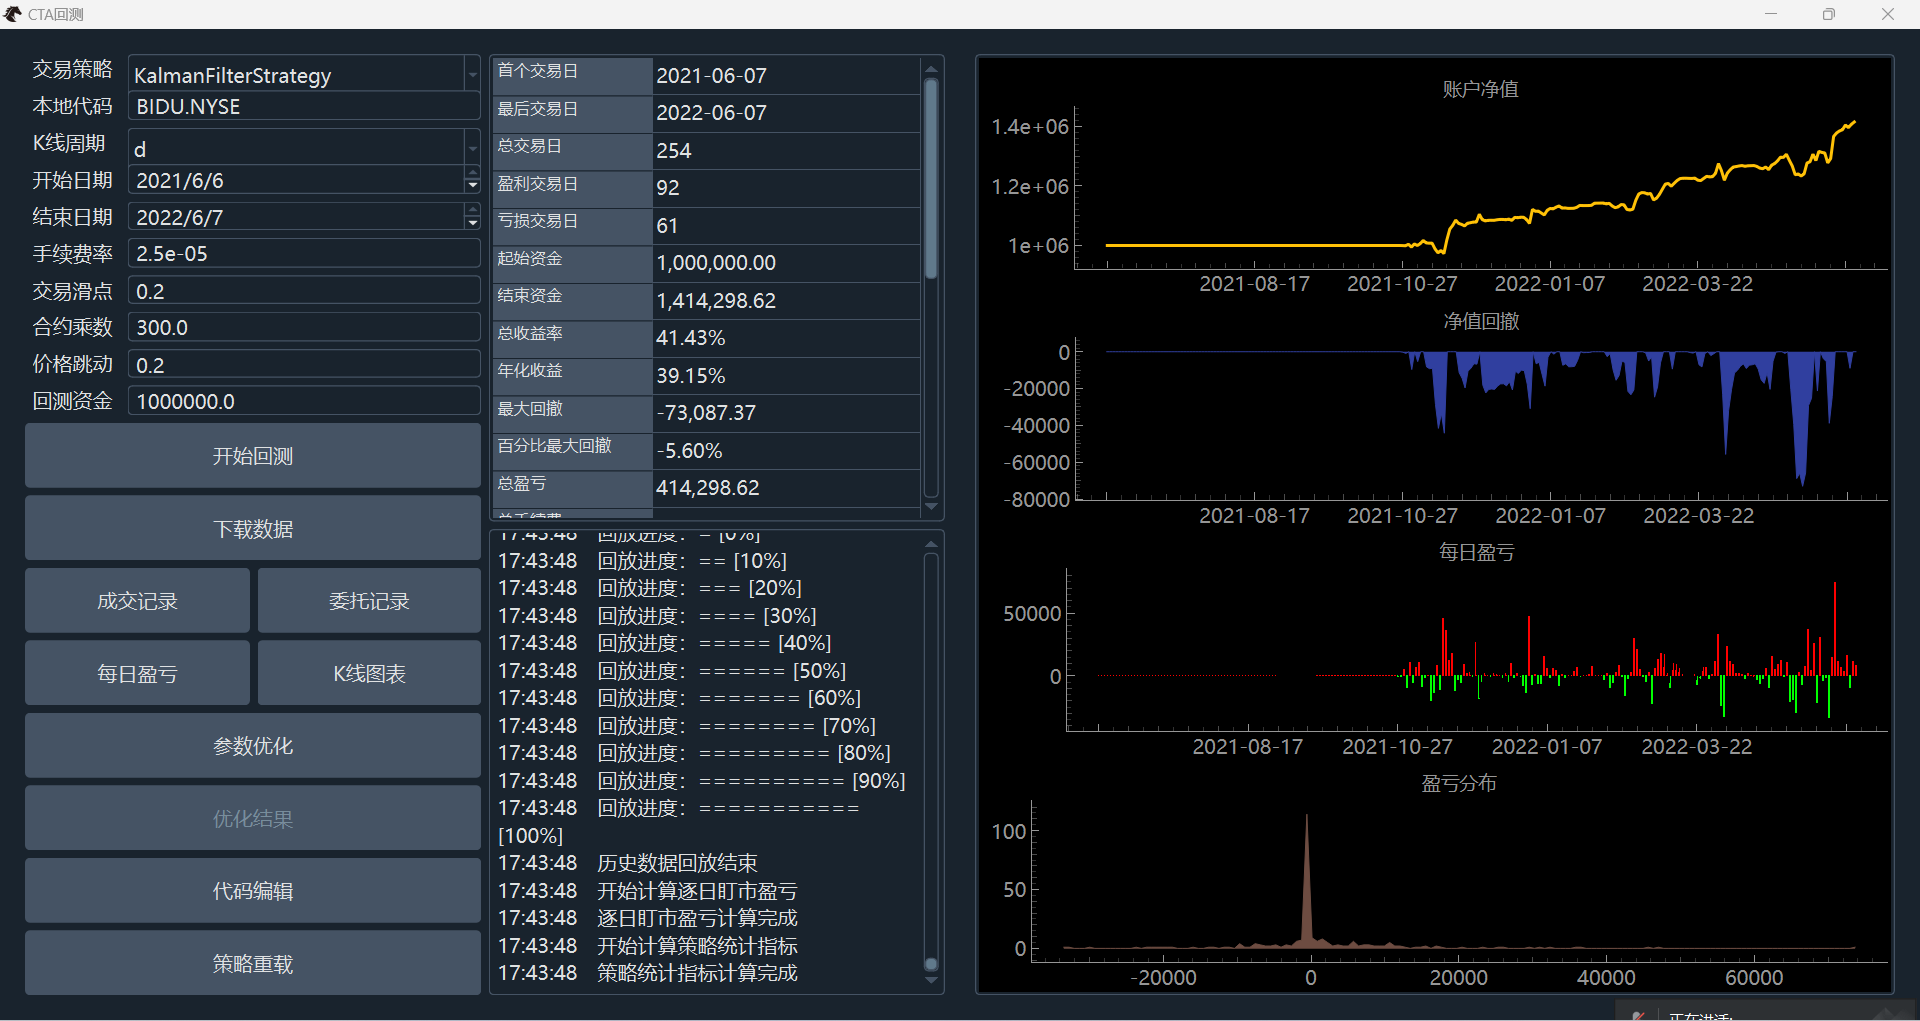 CTA回测
交易策略 KalmanFilterStrategy
本地代码 BIDU.NYSE
K线周期 d
开始日期 2021/6/6
结束日期 2022/6/7
手续费率 2.5e-05
交易滑点 0.2
合约乘数 300.0
价格跳动 0.2
回测资金 1000000.0
开始回测
下载数据
成交记录 委托记录
每日盈亏 K线图表
参数优化
优化结果
代码编辑
策略重载
首个交易日 2021-06-07
最后交易日 2022-06-07
总交易日 254
盈利交易日 92
亏损交易日 61
起始资金 1,000,000.00
结束资金 1,414,298.62
总收益率 41.43%
年化收益 39.15%
最大回撤 -73,087.37
百分比最大回撤 -5.60%
总盈亏 414,298.62
总手续费
17:43:48 回放进度： = [0%]
17:43:48 回放进度： == [10%]
17:43:48 回放进度： === [20%]
17:43:48 回放进度： ==== [30%]
17:43:48 回放进度： ===== [40%]
17:43:48 回放进度： ====== [50%]
17:43:48 回放进度： ======= [60%]
17:43:48 回放进度： ======== [70%]
17:43:48 回放进度： ========= [80%]
17:43:48 回放进度： ========== [90%]
17:43:48 回放进度： ===========
[100%]
17:43:48 历史数据回放结束
17:43:48 开始计算逐日盯市盈亏
17:43:48 逐日盯市盈亏计算完成
17:43:48 开始计算策略统计指标
17:43:48 策略统计指标计算完成
账户净值
1.4e+06
1.2e+06
1e+06
2021-08-17 2021-10-27 2022-01-07 2022-03-22
净值回撤
0
-20000
-40000
-60000
-80000
2021-08-17 2021-10-27 2022-01-07 2022-03-22
每日盈亏
50000
0
2021-08-17 2021-10-27 2022-01-07 2022-03-22
盈亏分布
100
50
0
-20000 0 20000 40000 60000
正在讲话: